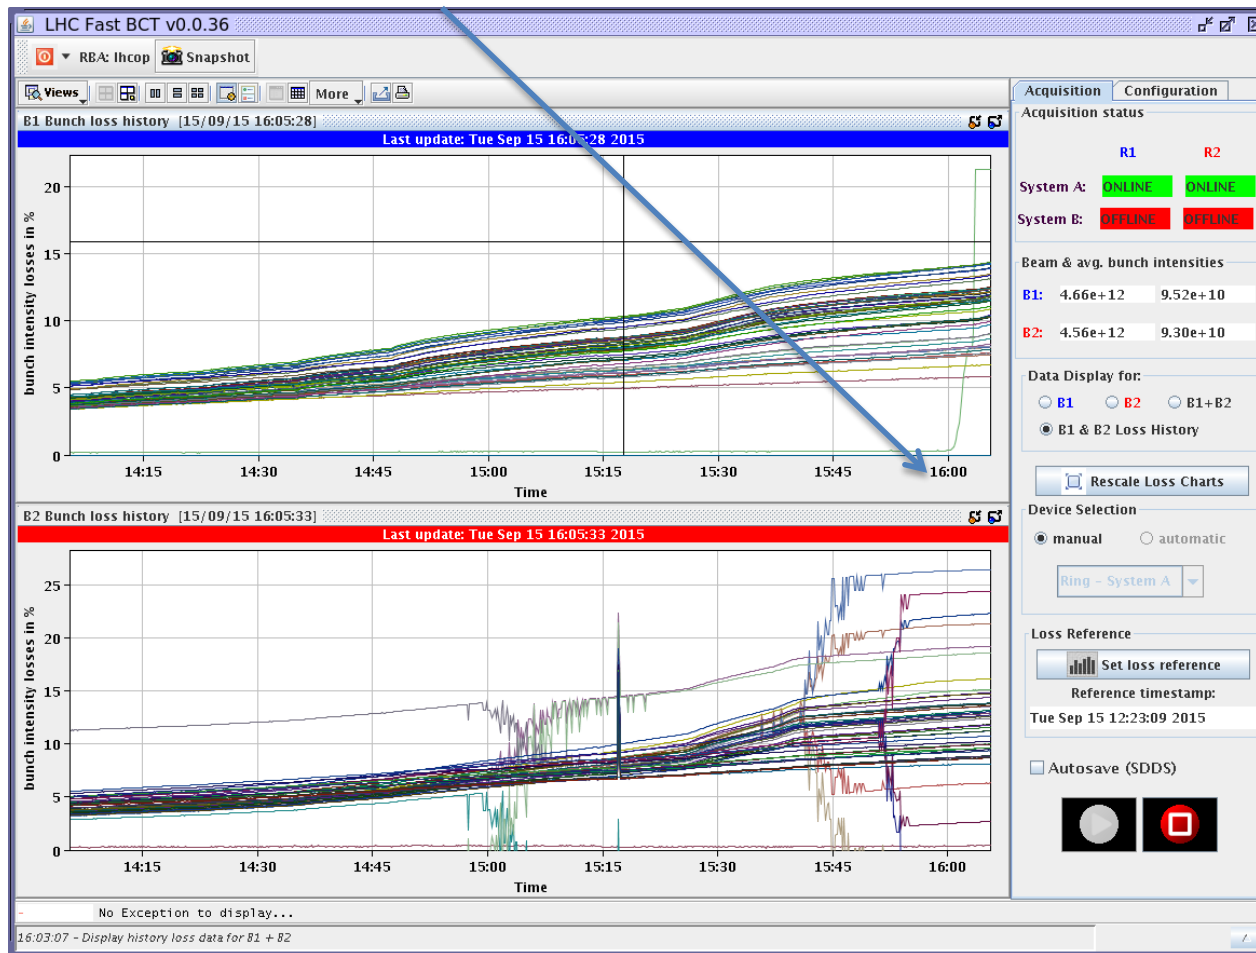 LHC Fast BCT v0.0.36
RBA: lhcop Snapshot
Views More
B1 Bunch loss history [15/09/15 16:05:28]
Last update: Tue Sep 15 16:05:28 2015
bunch intensity losses in %
20
15
10
5
0
14:15 14:30 14:45 15:00 15:15 15:30 15:45 16:00
Time
B2 Bunch loss history [15/09/15 16:05:33]
Last update: Tue Sep 15 16:05:33 2015
bunch intensity losses in %
25
20
15
10
5
0
14:15 14:30 14:45 15:00 15:15 15:30 15:45 16:00
Time
Acquisition Configuration
Acquisition status
R1 R2
System A: ONLINE ONLINE
System B: OFFLINE OFFLINE
Beam & avg. bunch intensities
B1: 4.66e+12 9.52e+10
B2: 4.56e+12 9.30e+10
Data Display for:
B1 B2 B1+B2
B1 & B2 Loss History
Rescale Loss Charts
Device Selection
manual automatic
Ring - System A
Loss Reference
Set loss reference
Reference timestamp:
Tue Sep 15 12:23:09 2015
Autosave (SDDS)
- No Exception to display...
16:03:07 - Display history loss data for B1 + B2
/